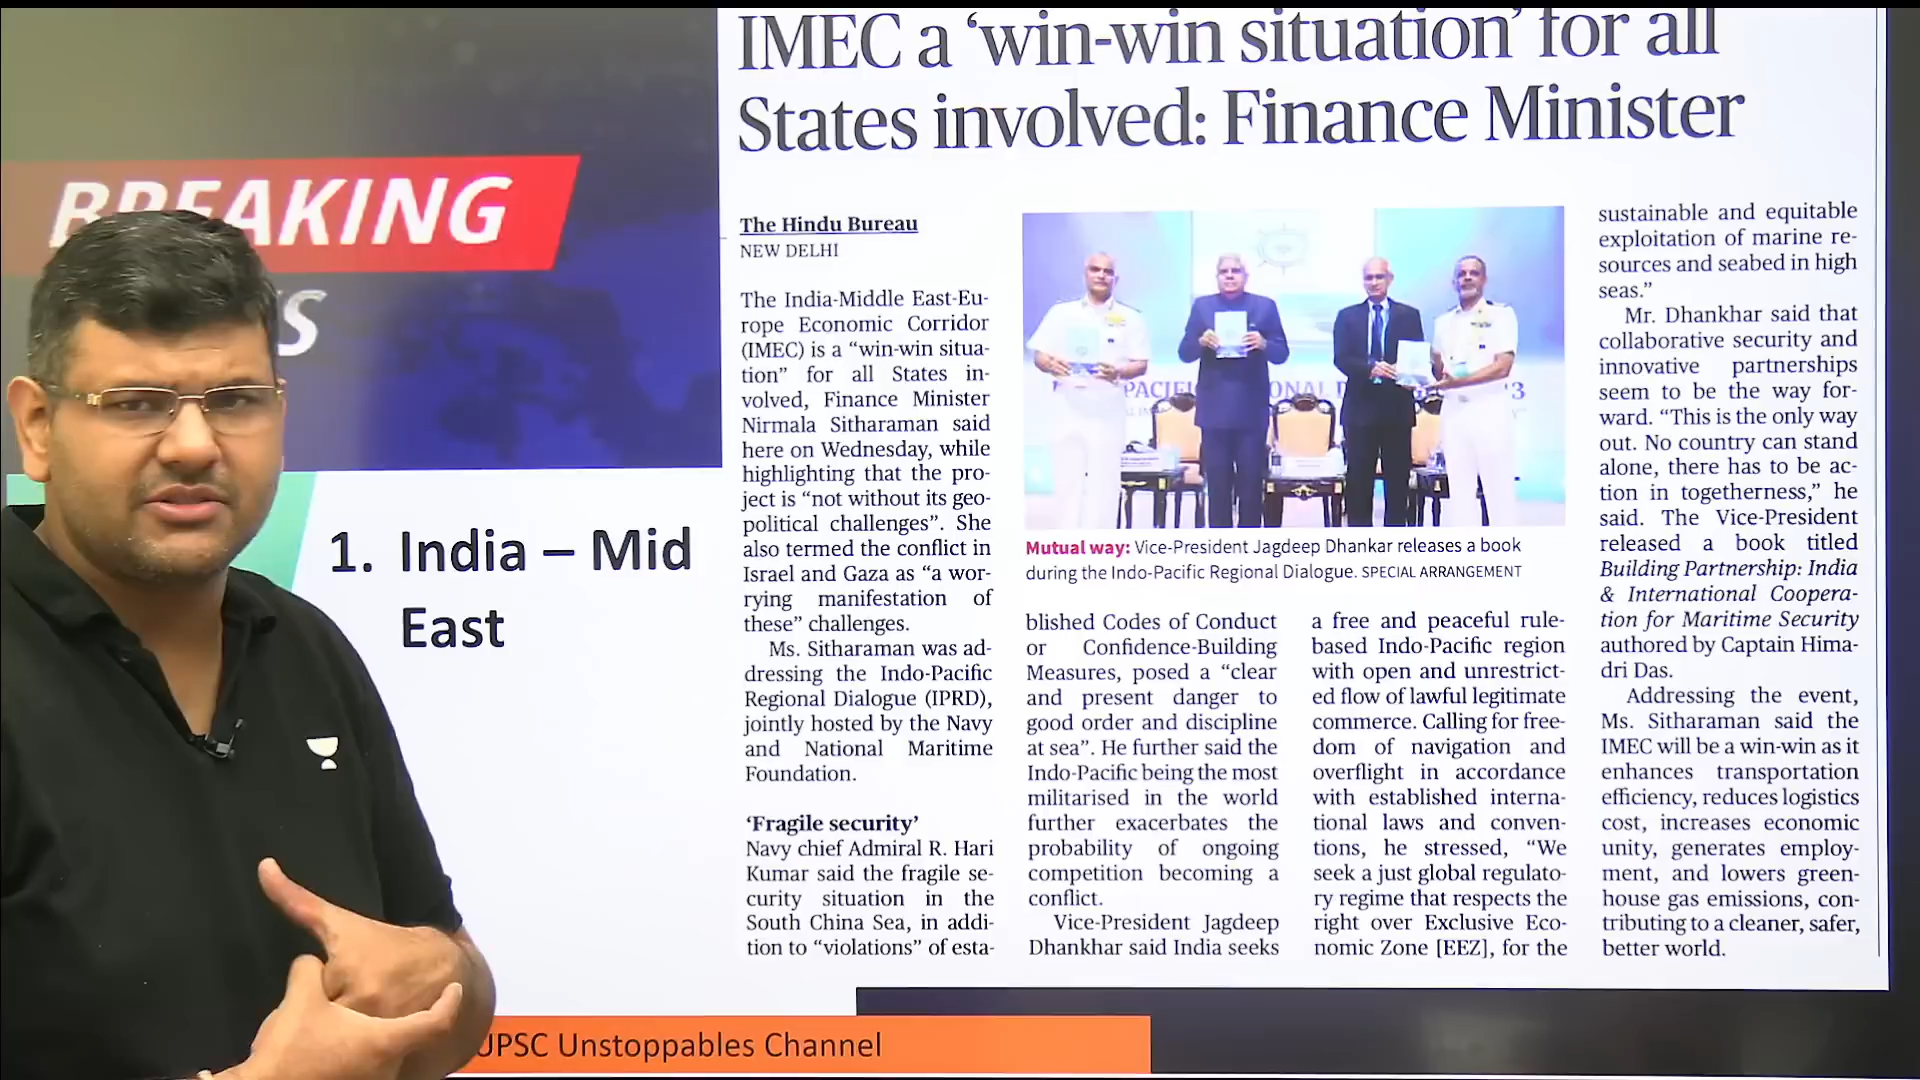 IMEC a ‘win-win situation’ for all
States involved: Finance Minister
BREAKING
S
1. India – Mid
East
The Hindu Bureau
NEW DELHI
The India-Middle East-Eu-
rope Economic Corridor
(IMEC) is a “win-win situa-
tion” for all States in-
volved, Finance Minister
Nirmala Sitharaman said
here on Wednesday, while
highlighting that the pro-
ject is “not without its geo-
political challenges”. She
also termed the conflict in
Israel and Gaza as “a wor-
rying manifestation of
these” challenges.
Ms. Sitharaman was ad-
dressing the Indo-Pacific
Regional Dialogue (IPRD),
jointly hosted by the Navy
and National Maritime
Foundation.
‘Fragile security’
Navy chief Admiral R. Hari
Kumar said the fragile se-
curity situation in the
South China Sea, in addi-
tion to “violations” of esta-
Mutual way: Vice-President Jagdeep Dhankar releases a book
during the Indo-Pacific Regional Dialogue. SPECIAL ARRANGEMENT
blished Codes of Conduct
or Confidence-Building
Measures, posed a “clear
and present danger to
good order and discipline
at sea”. He further said the
Indo-Pacific being the most
militarised in the world
further exacerbates the
probability of ongoing
competition becoming a
conflict.
Vice-President Jagdeep
Dhankhar said India seeks
a free and peaceful rule-
based Indo-Pacific region
with open and unrestrict-
ed flow of lawful legitimate
commerce. Calling for free-
dom of navigation and
overflight in accordance
with established interna-
tional laws and conven-
tions, he stressed, “We
seek a just global regulato-
ry regime that respects the
right over Exclusive Eco-
nomic Zone [EEZ], for the
sustainable and equitable
exploitation of marine re-
sources and seabed in high
seas.”
Mr. Dhankhar said that
collaborative security and
innovative partnerships
seem to be the way for-
ward. “This is the only way
out. No country can stand
alone, there has to be ac-
tion in togetherness,” he
said. The Vice-President
released a book titled
Building Partnership: India
& International Coopera-
tion for Maritime Security
authored by Captain Hima-
dri Das.
Addressing the event,
Ms. Sitharaman said the
IMEC will be a win-win as it
enhances transportation
efficiency, reduces logistics
cost, increases economic
unity, generates employ-
ment, and lowers green-
house gas emissions, con-
tributing to a cleaner, safer,
better world.
UPSC Unstoppables Channel